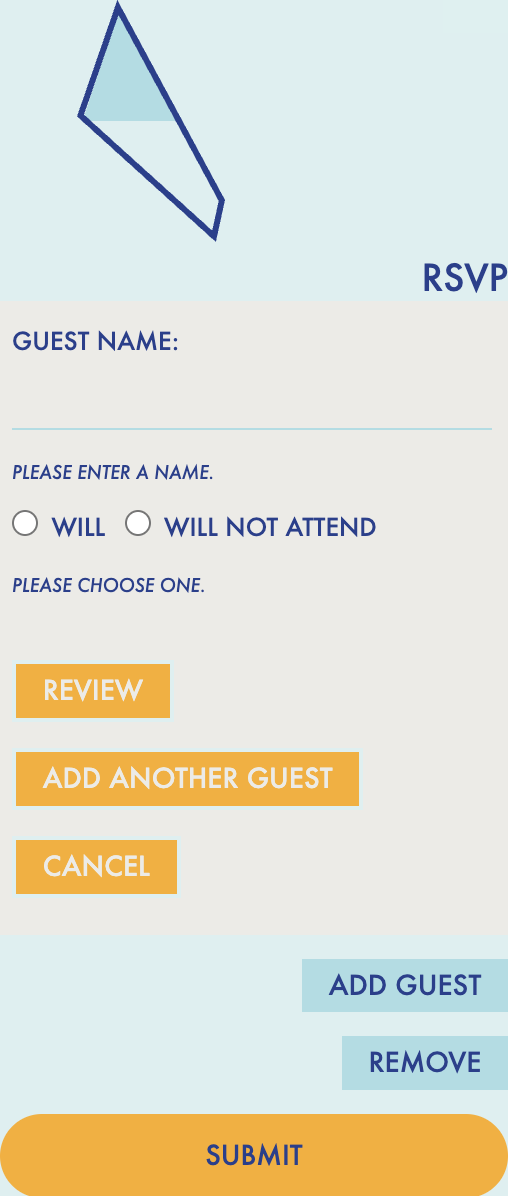 RSVP
GUEST NAME:
PLEASE ENTER A NAME.
WILL WILL NOT ATTEND
PLEASE CHOOSE ONE.
REVIEW
ADD ANOTHER GUEST
CANCEL
ADD GUEST
REMOVE
SUBMIT